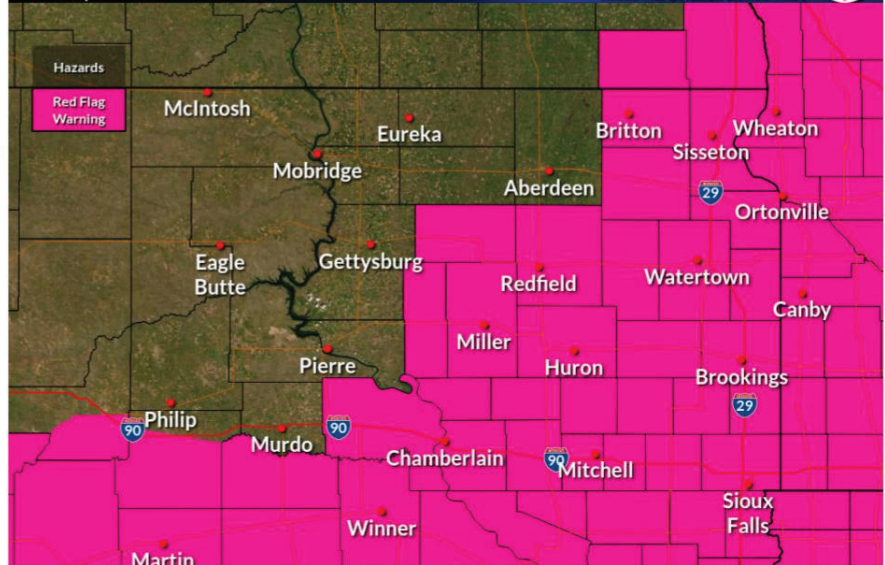 Hazards
Red Flag
Warning
McIntosh
Eureka
Britton
Wheaton
Sisseton
Mobridge
Aberdeen
29
Ortonville
Eagle
Butte
Gettysburg
Redfield
Watertown
Canby
Miller
Pierre
Huron
Brookings
29
Philip
90
90
Murdo
Chamberlain
90
Mitchell
Sioux
Falls
Winner
Martin